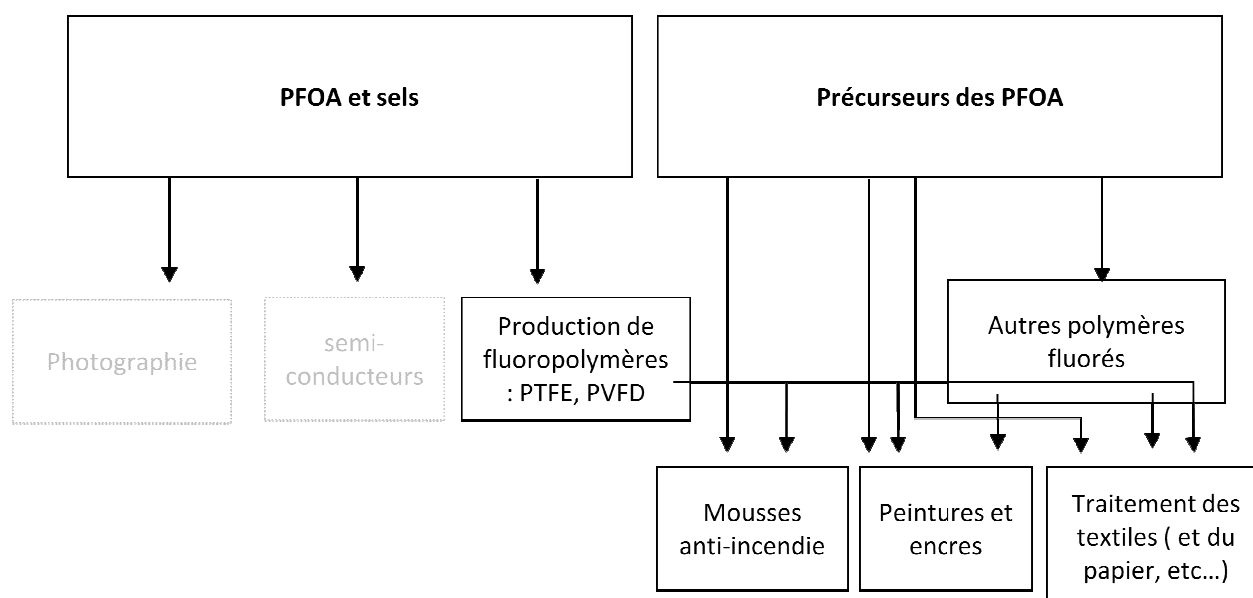 PFOA et sels
Précurseurs des PFOA
Photographie
semi-
conducteurs
Production de
fluoropolymères
: PTFE, PVFD
Autres polymères
fluorés
Mousses
anti-incendie
Peintures et
encres
Traitement des
textiles ( et du
papier, etc...)